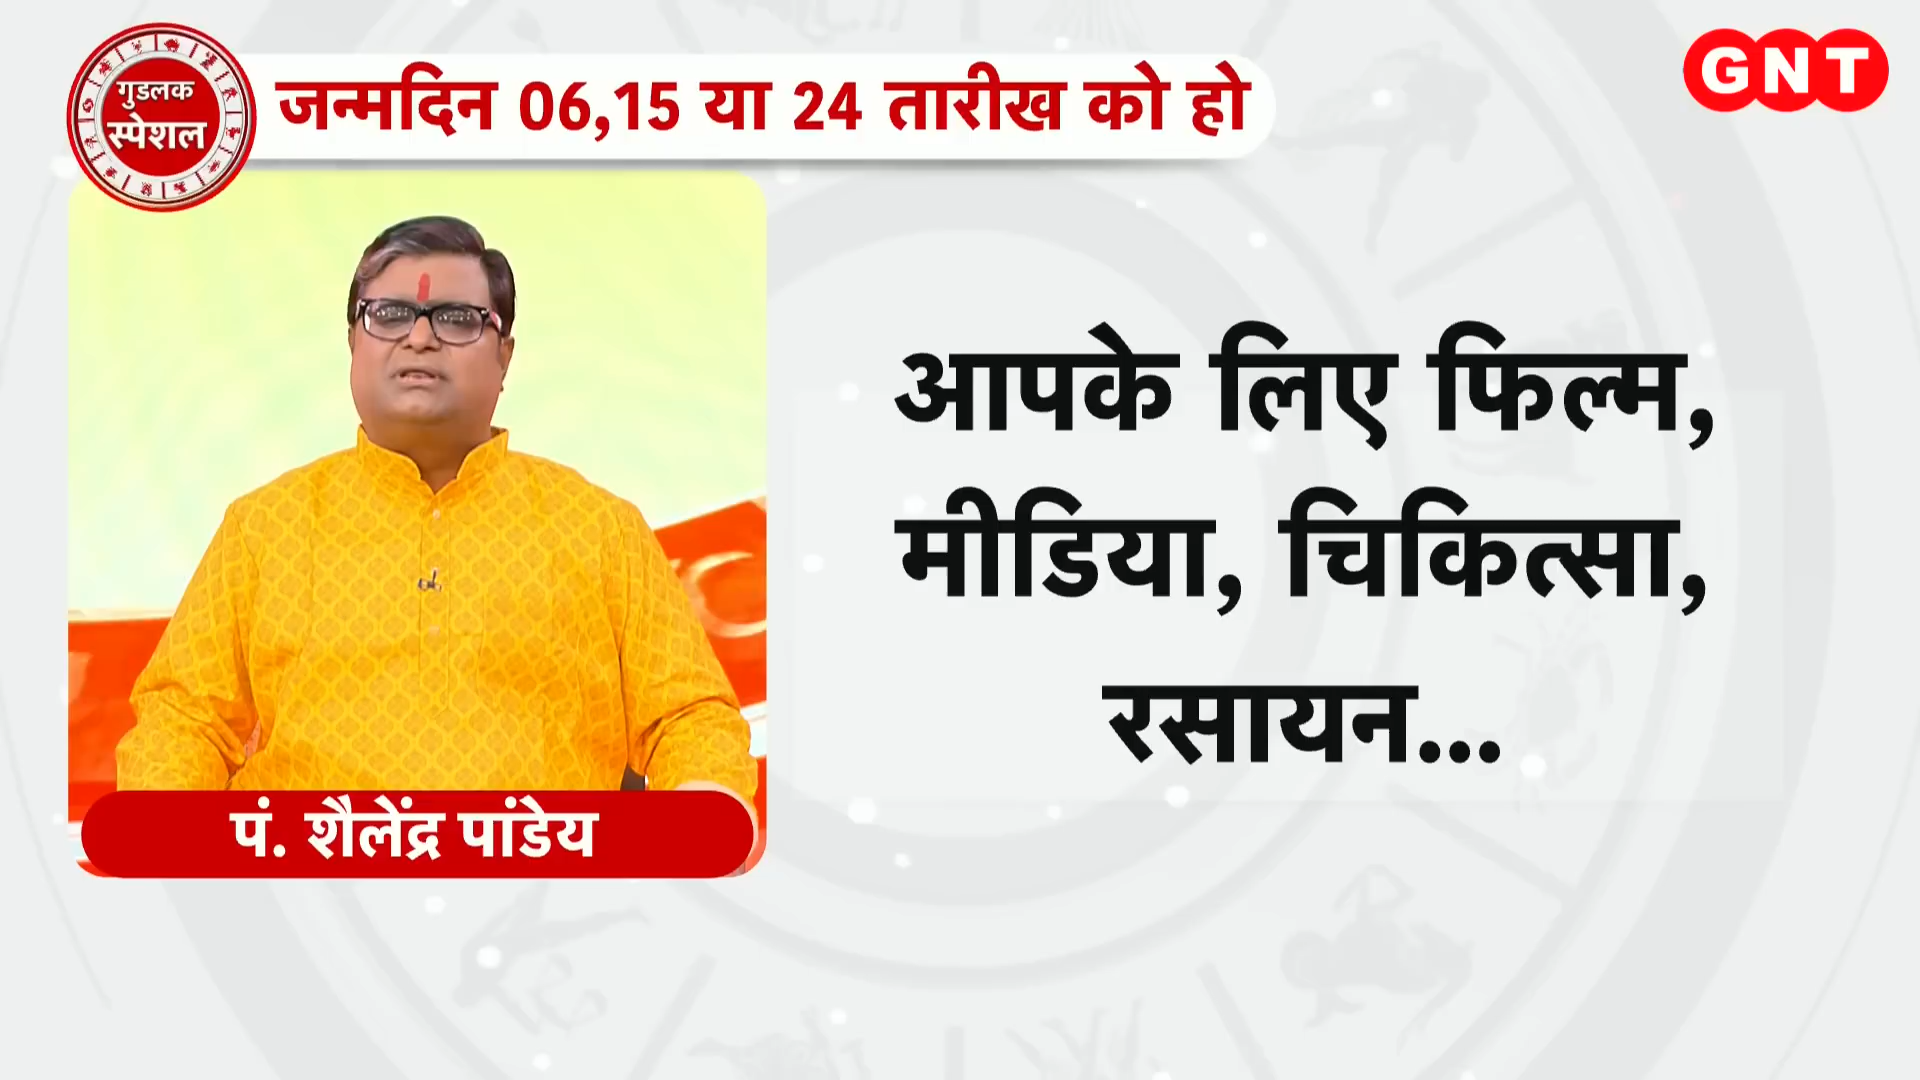 गुडलक
स्पेशल
जन्मदिन 06,15 या 24 तारीख को हो
GNT
आपके लिए फिल्म,
मीडिया, चिकित्सा,
रसायन...
पं. शैलेंद्र पांडेय